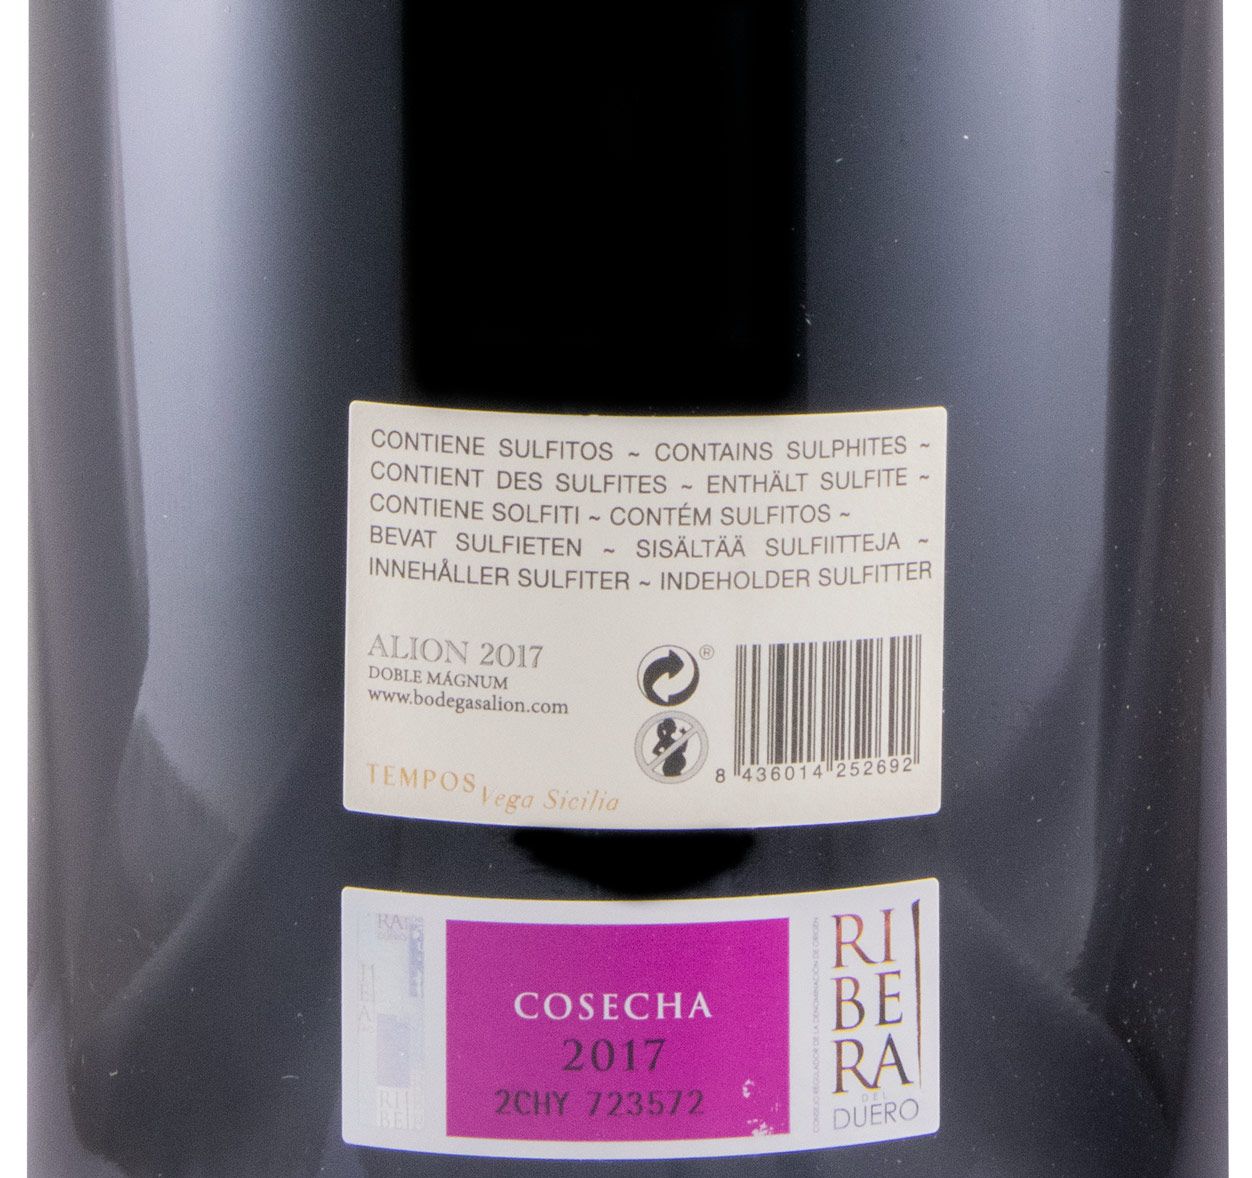 CONTIENE SULFITOS ~ CONTAINS SULPHITES ~
CONTIENT DES SULFITES ~ ENTHÄLT SULFITE ~
CONTIENE SOLFITI ~ CONTÉM SULFITOS ~
BEVAT SULFIETEN ~ SISÄLTÄÄ SULFIITTEJA ~
INNEHÅLLER SULFITER ~ INDEHOLDER SULFITTER
ALION 2017
DOBLE MÁGNUM
www.bodegasalion.com
®
8 436014 252692
TEMPOS Vega Sicilia
COSECHA
2017
2CHY 723572
CONSEJO REGULADOR DE LA DENOMINACIÓN DE ORIGEN
RI
BE
RA
DEL
DUERO